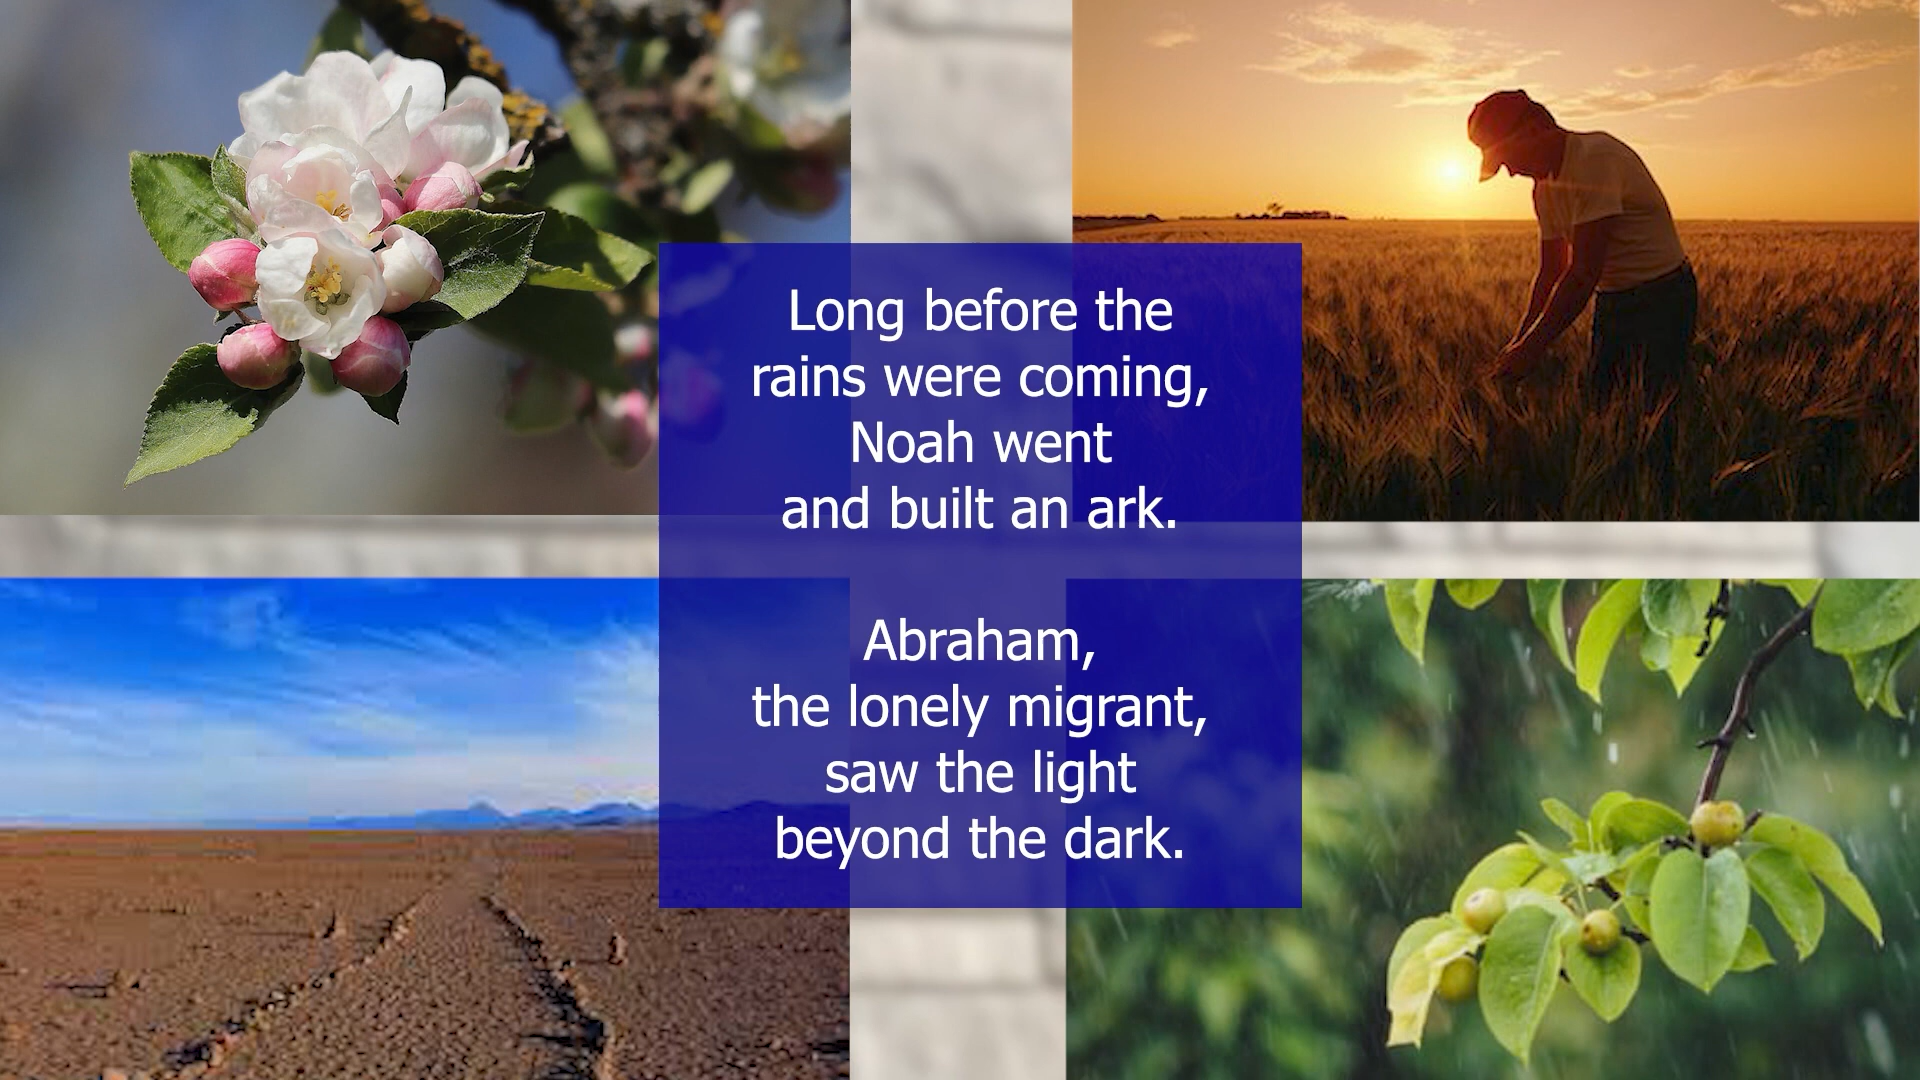 Long before the
rains were coming,
Noah went
and built an ark.
Abraham,
the lonely migrant,
saw the light
beyond the dark.